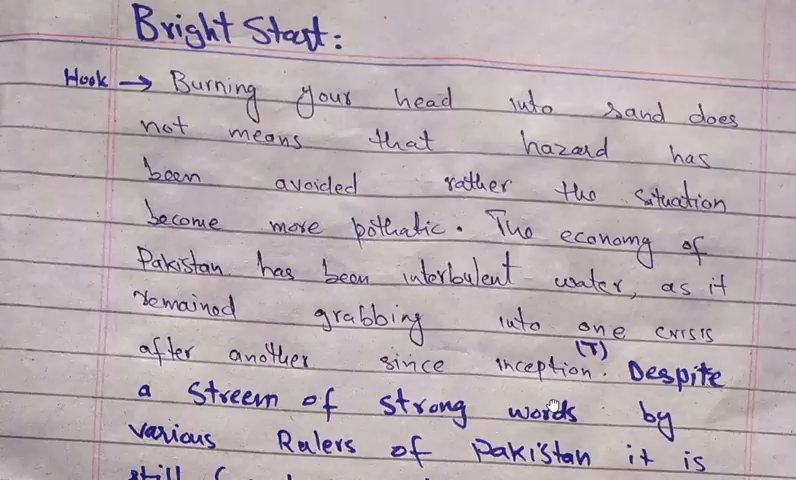 Bright Start:
Hook → Burning your head into sand does
not means that hazard has
been avoided rather the situation
become more pathatic. The economy of
Pakistan has been interbulent water, as it
remained grabbing into one crisis
after another since inception. (T) Despite
a streem of strong words by
various Rulers of Pakistan it is
still